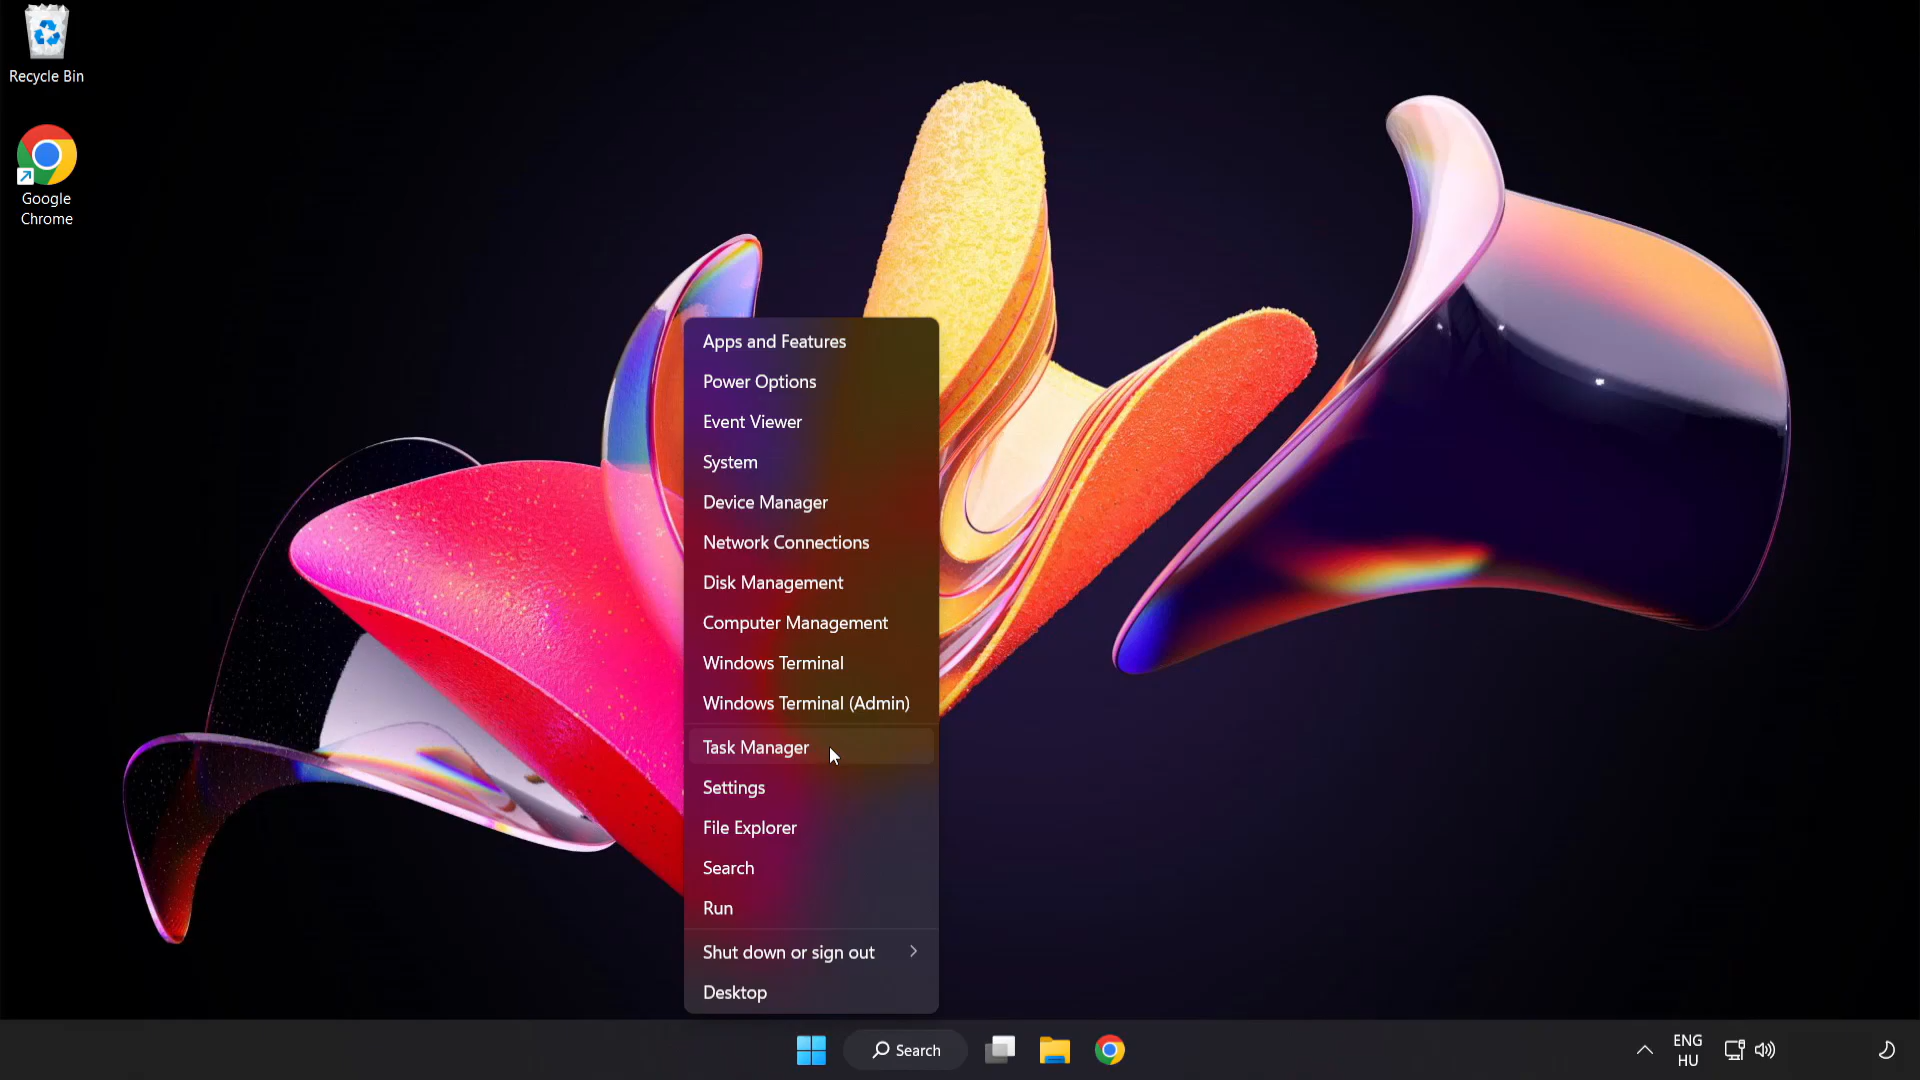 Recycle Bin
Google
Chrome
Apps and Features
Power Options
Event Viewer
System
Device Manager
Network Connections
Disk Management
Computer Management
Windows Terminal
Windows Terminal (Admin)
Task Manager
Settings
File Explorer
Search
Run
Shut down or sign out
Desktop
Search
ENG
HU